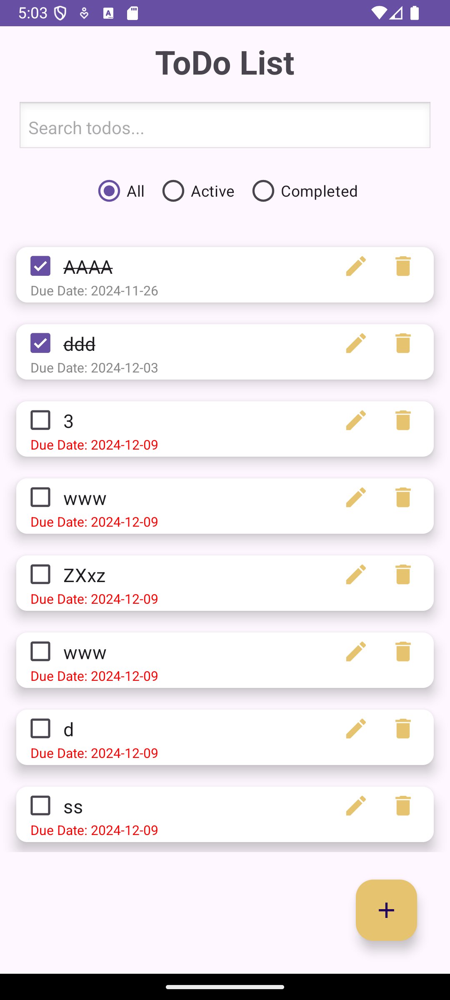 5:03
ToDo List
Search todos...
All Active Completed
AAAA
Due Date: 2024-11-26
ddd
Due Date: 2024-12-03
3
Due Date: 2024-12-09
www
Due Date: 2024-12-09
ZXxz
Due Date: 2024-12-09
www
Due Date: 2024-12-09
d
Due Date: 2024-12-09
ss
Due Date: 2024-12-09